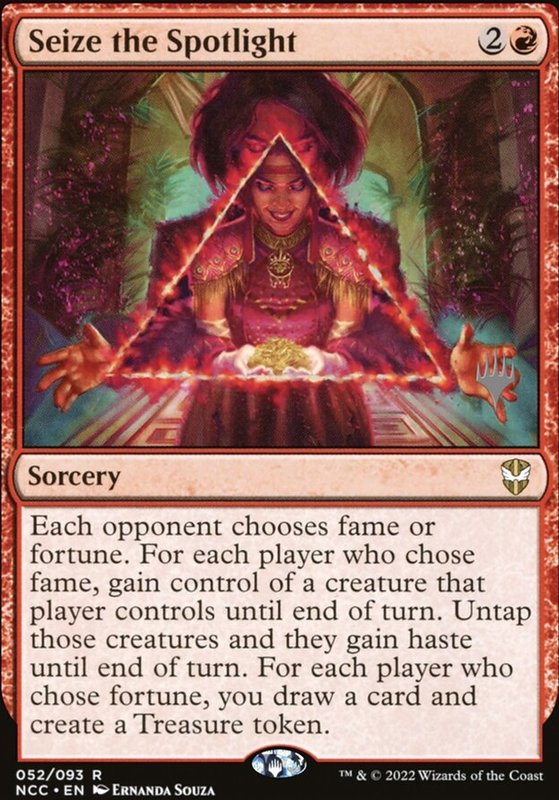 Seize the Spotlight 2
Sorcery
Each opponent chooses fame or
fortune. For each player who chose
fame, gain control of a creature that
player controls until end of turn. Untap
those creatures and they gain haste
until end of turn. For each player who
chose fortune, you draw a card and
create a Treasure token.
052/093 R
NCC • EN Ernanda Souza ™ & © 2022 Wizards of the Coast